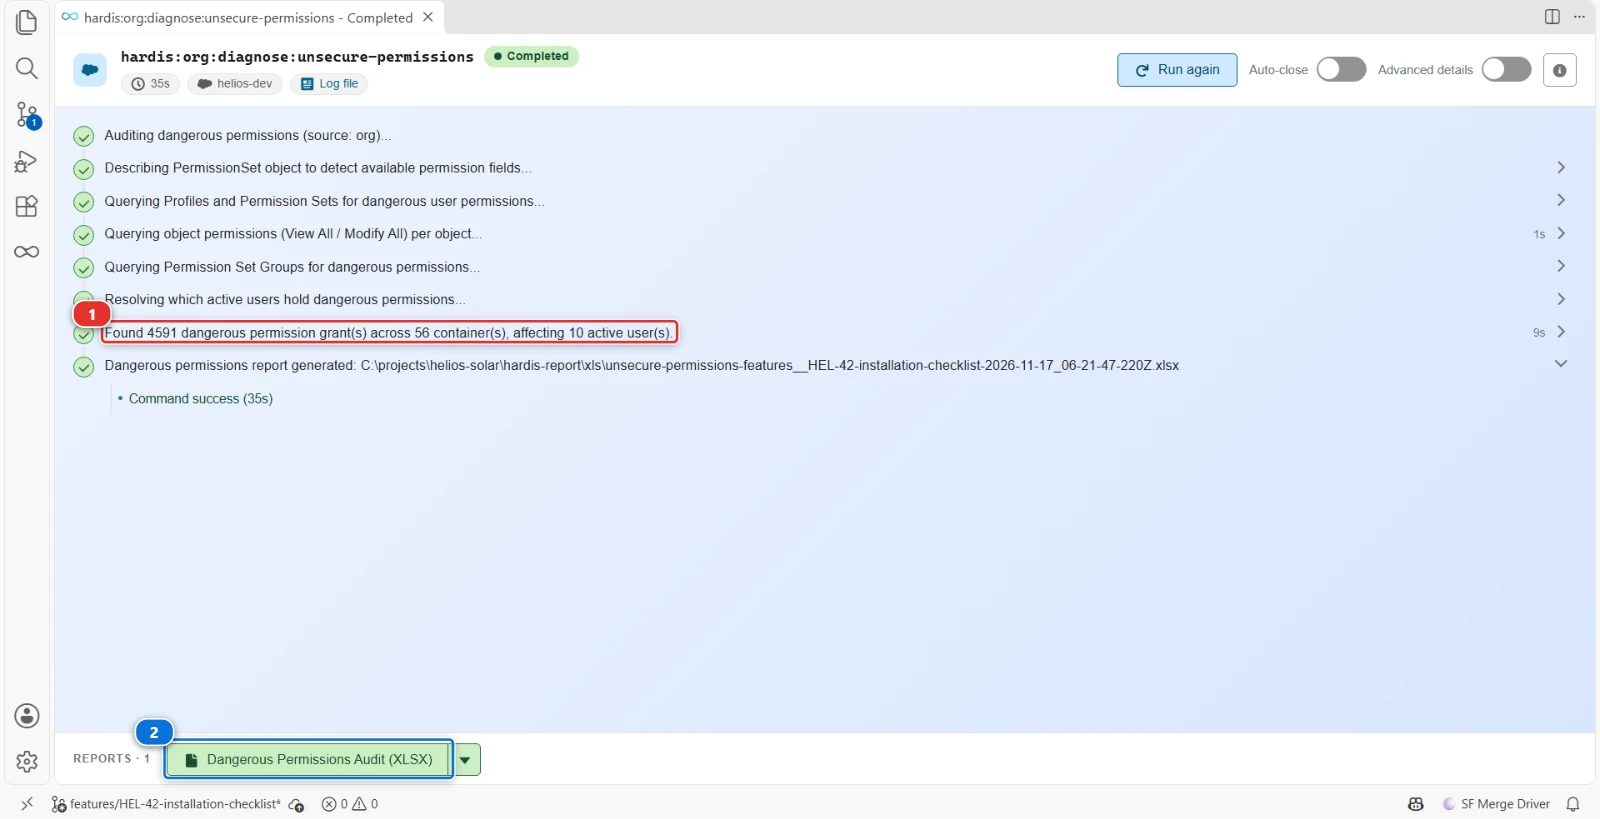 hardis:org:diagnose:unsecure-permissions - Completed
hardis:org:diagnose:unsecure-permissions
Completed
35s
helios-dev
Log file
Run again
Auto-close
Advanced details
1
Auditing dangerous permissions (source: org)...
Describing PermissionSet object to detect available permission fields...
Querying Profiles and Permission Sets for dangerous user permissions...
Querying object permissions (View All / Modify All) per object...
1s
Querying Permission Set Groups for dangerous permissions...
Resolving which active users hold dangerous permissions...
1
Found 4591 dangerous permission grant(s) across 56 container(s), affecting 10 active user(s).
9s
Dangerous permissions report generated: C:\projects\helios-solar\hardis-report\xls\unsecure-permissions-features__HEL-42-installation-checklist-2026-11-17_06-21-47-220Z.xlsx
• Command success (35s)
2
REPORTS · 1
Dangerous Permissions Audit (XLSX)
features/HEL-42-installation-checklist*
0
0
SF Merge Driver